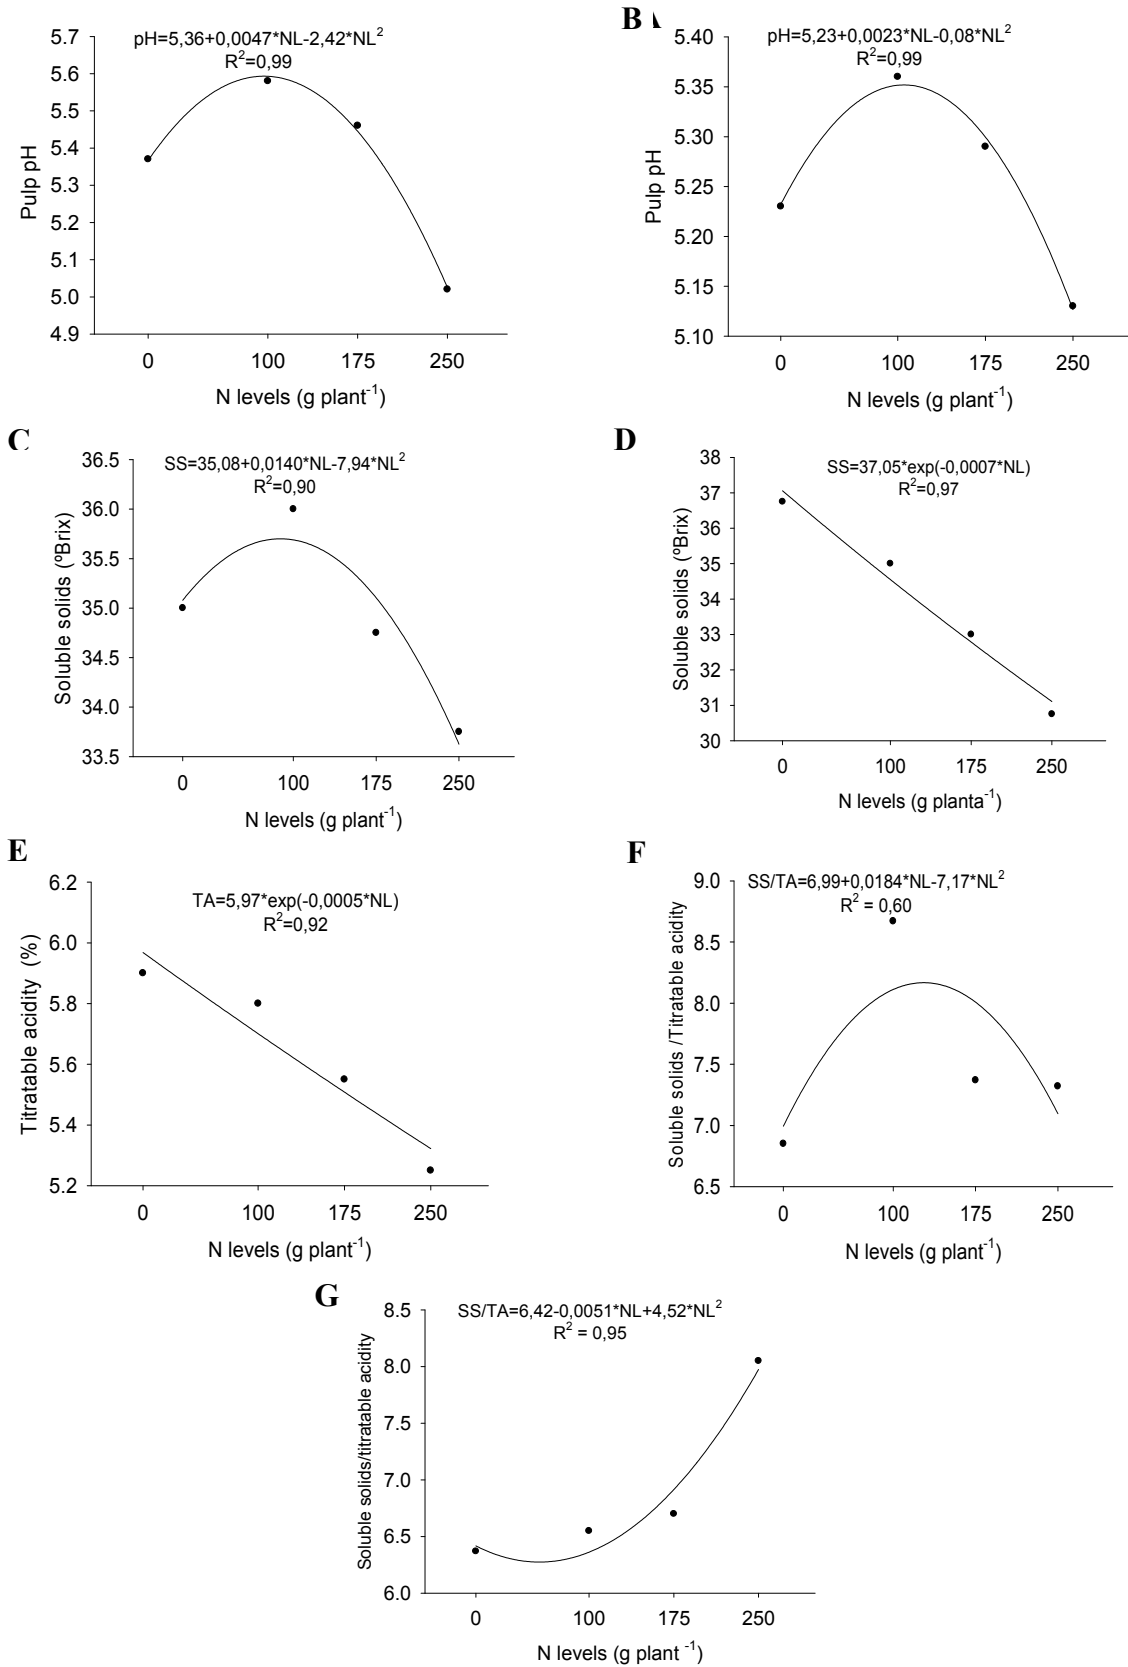 pH=5,36+0,0047*NL-2,42*NL²
R²=0,99
5.7
5.6
5.5
5.4
5.3
5.2
5.1
5.0
4.9
Pulp pH
0 100 175 250
N levels (g plant⁻¹)
B
pH=5,23+0,0023*NL-0,08*NL²
R²=0,99
5.40
5.35
5.30
5.25
5.20
5.15
5.10
Pulp pH
0 100 175 250
N levels (g plant⁻¹)
C
SS=35,08+0,0140*NL-7,94*NL²
R²=0,90
36.5
36.0
35.5
35.0
34.5
34.0
33.5
Soluble solids (ºBrix)
0 100 175 250
N levels (g plant⁻¹)
D
SS=37,05*exp(-0,0007*NL)
R²=0,97
38
37
36
35
34
33
32
31
30
Soluble solids (ºBrix)
0 100 175 250
N levels (g planta⁻¹)
E
TA=5,97*exp(-0,0005*NL)
R²=0,92
6.2
6.0
5.8
5.6
5.4
5.2
Titratable acidity (%)
0 100 175 250
N levels (g plant⁻¹)
F
SS/TA=6,99+0,0184*NL-7,17*NL²
R² = 0,60
9.0
8.5
8.0
7.5
7.0
6.5
Soluble solids /Titratable acidity
0 100 175 250
N levels (g plant⁻¹)
G
SS/TA=6,42-0,0051*NL+4,52*NL²
R² = 0,95
8.5
8.0
7.5
7.0
6.5
6.0
Soluble solids/titratable acidity
0 100 175 250
N levels (g plant ⁻¹)